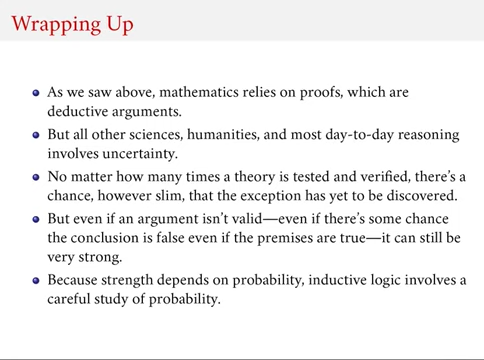 Wrapping Up
As we saw above, mathematics relies on proofs, which are
deductive arguments.
But all other sciences, humanities, and most day-to-day reasoning
involves uncertainty.
No matter how many times a theory is tested and verified, there's a
chance, however slim, that the exception has yet to be discovered.
But even if an argument isn't valid—even if there's some chance
the conclusion is false even if the premises are true—it can still be
very strong.
Because strength depends on probability, inductive logic involves a
careful study of probability.